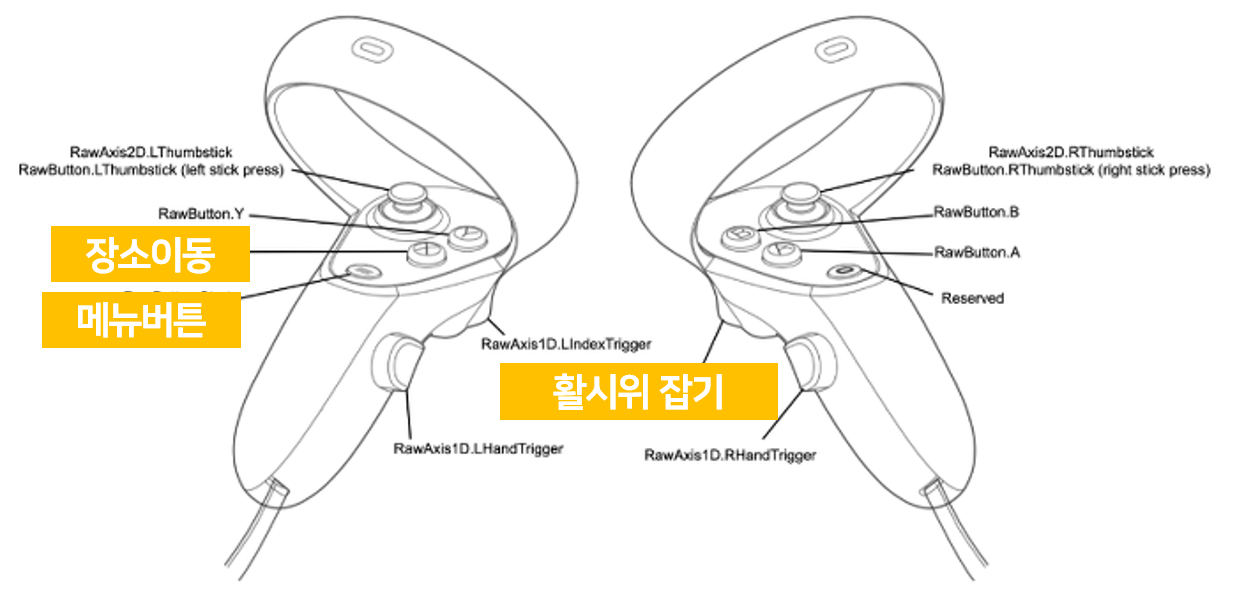 RawAxis2D.LThumbstick
RawButton.LThumbstick (left stick press)
RawButton.Y
장소이동
메뉴버튼
RawAxis1D.LIndexTrigger
RawAxis1D.LHandTrigger
RawAxis2D.RThumbstick
RawButton.RThumbstick (right stick press)
RawButton.B
RawButton.A
Reserved
활시위 잡기
RawAxis1D.RHandTrigger